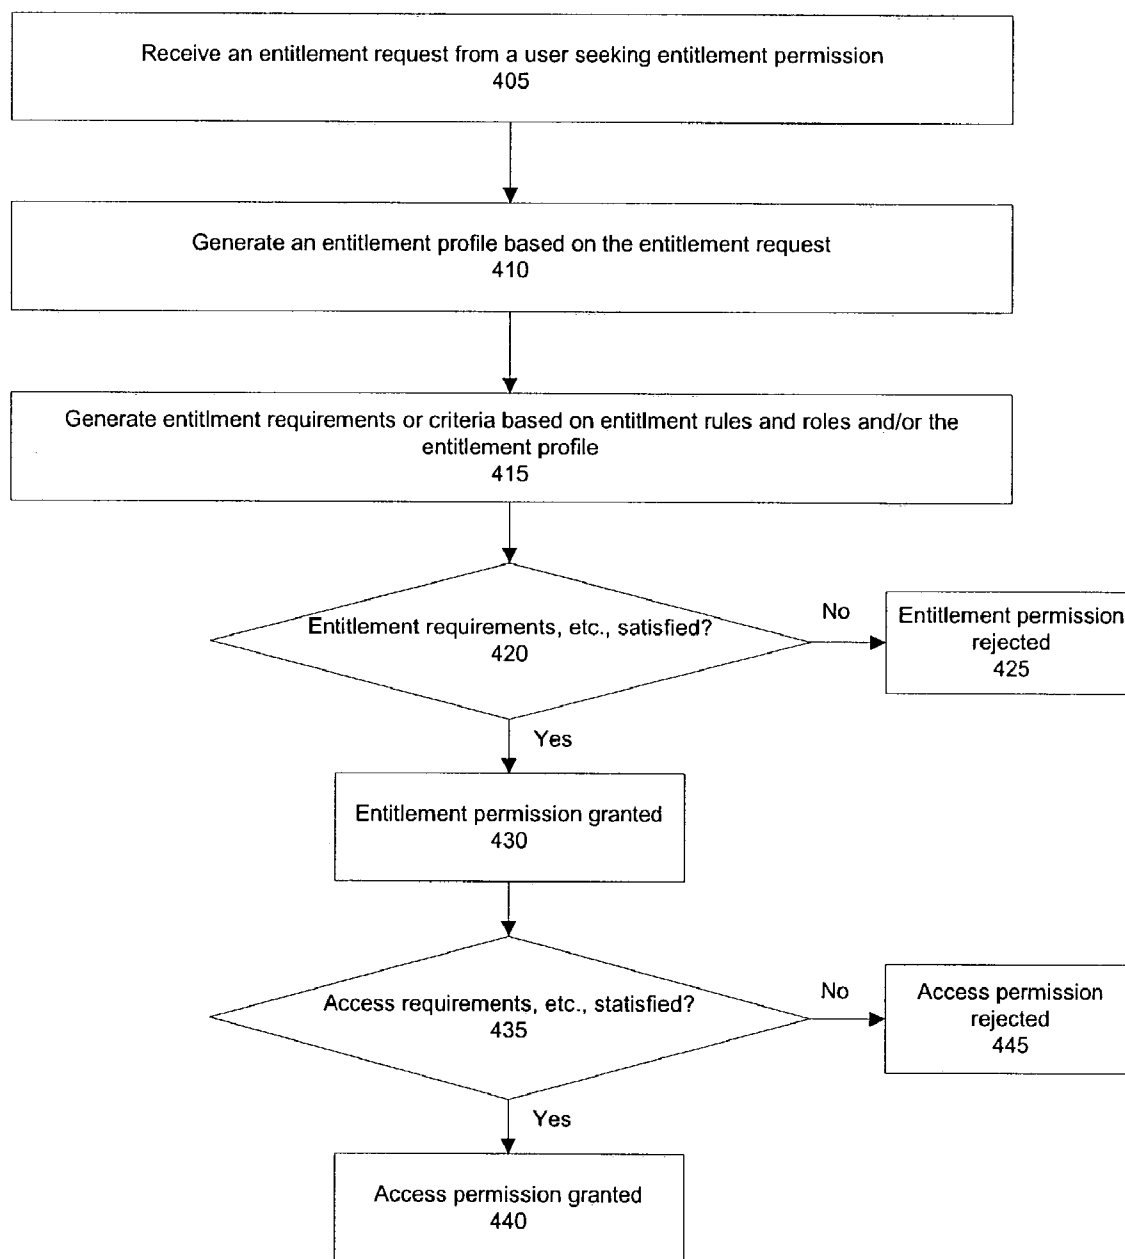 Receive an entitlement request from a user seeking entitlement permission
405
Generate an entitlement profile based on the entitlement request
410
Generate entitlment requirements or criteria based on entitlment rules and roles and/or the
entitlement profile
415
Entitlement requirements, etc., satisfied?
420
No
Entitlement permission
rejected
425
Yes
Entitlement permission granted
430
Access requirements, etc., statisfied?
435
No
Access permission
rejected
445
Yes
Access permission granted
440